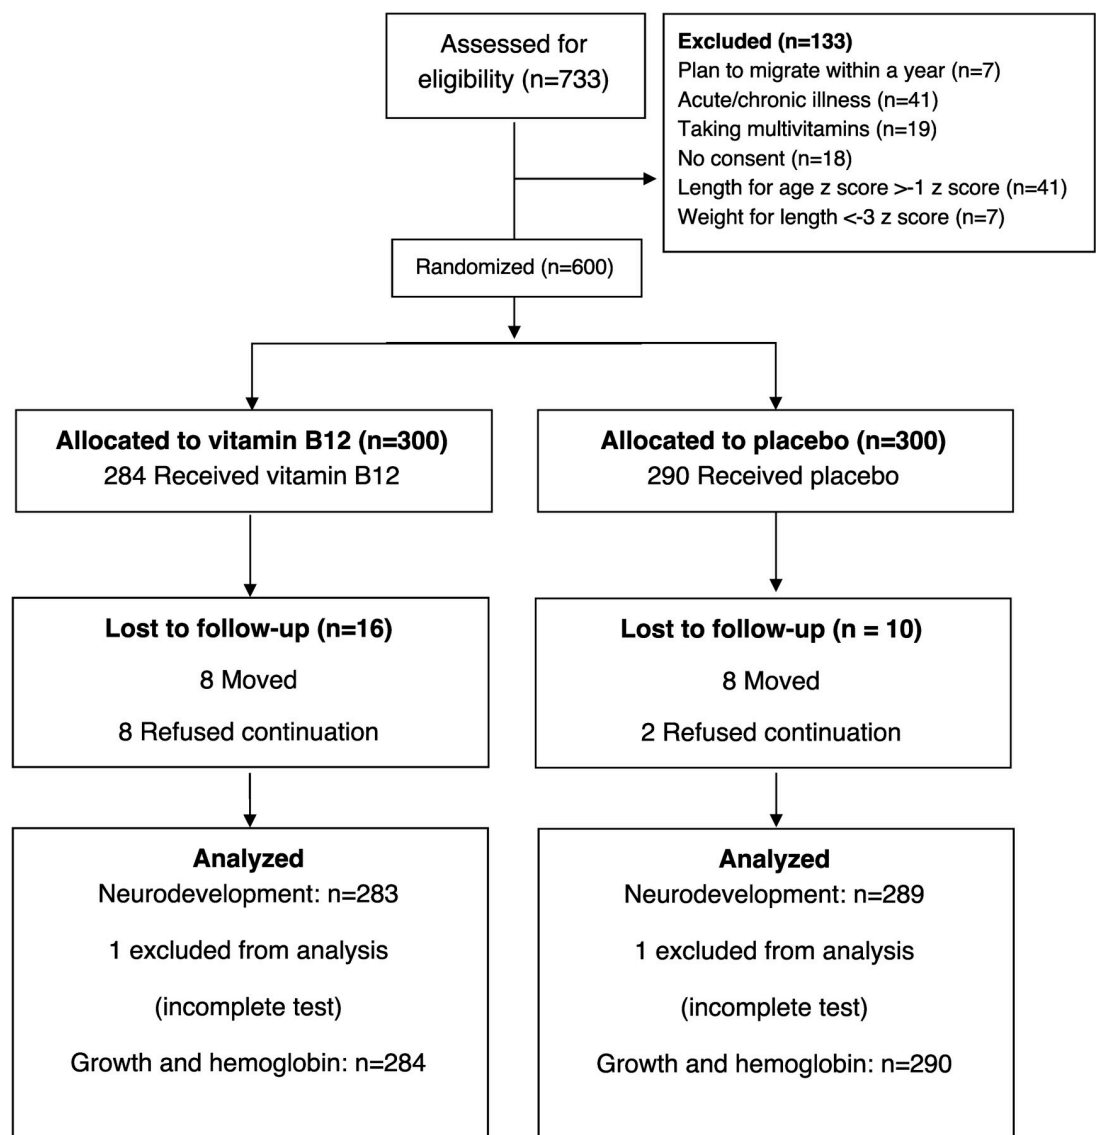 Assessed for
eligibility (n=733)
Excluded (n=133)
Plan to migrate within a year (n=7)
Acute/chronic illness (n=41)
Taking multivitamins (n=19)
No consent (n=18)
Length for age z score >-1 z score (n=41)
Weight for length <-3 z score (n=7)
Randomized (n=600)
Allocated to vitamin B12 (n=300)
284 Received vitamin B12
Allocated to placebo (n=300)
290 Received placebo
Lost to follow-up (n=16)
8 Moved
8 Refused continuation
Lost to follow-up (n = 10)
8 Moved
2 Refused continuation
Analyzed
Neurodevelopment: n=283
1 excluded from analysis
(incomplete test)
Growth and hemoglobin: n=284
Analyzed
Neurodevelopment: n=289
1 excluded from analysis
(incomplete test)
Growth and hemoglobin: n=290